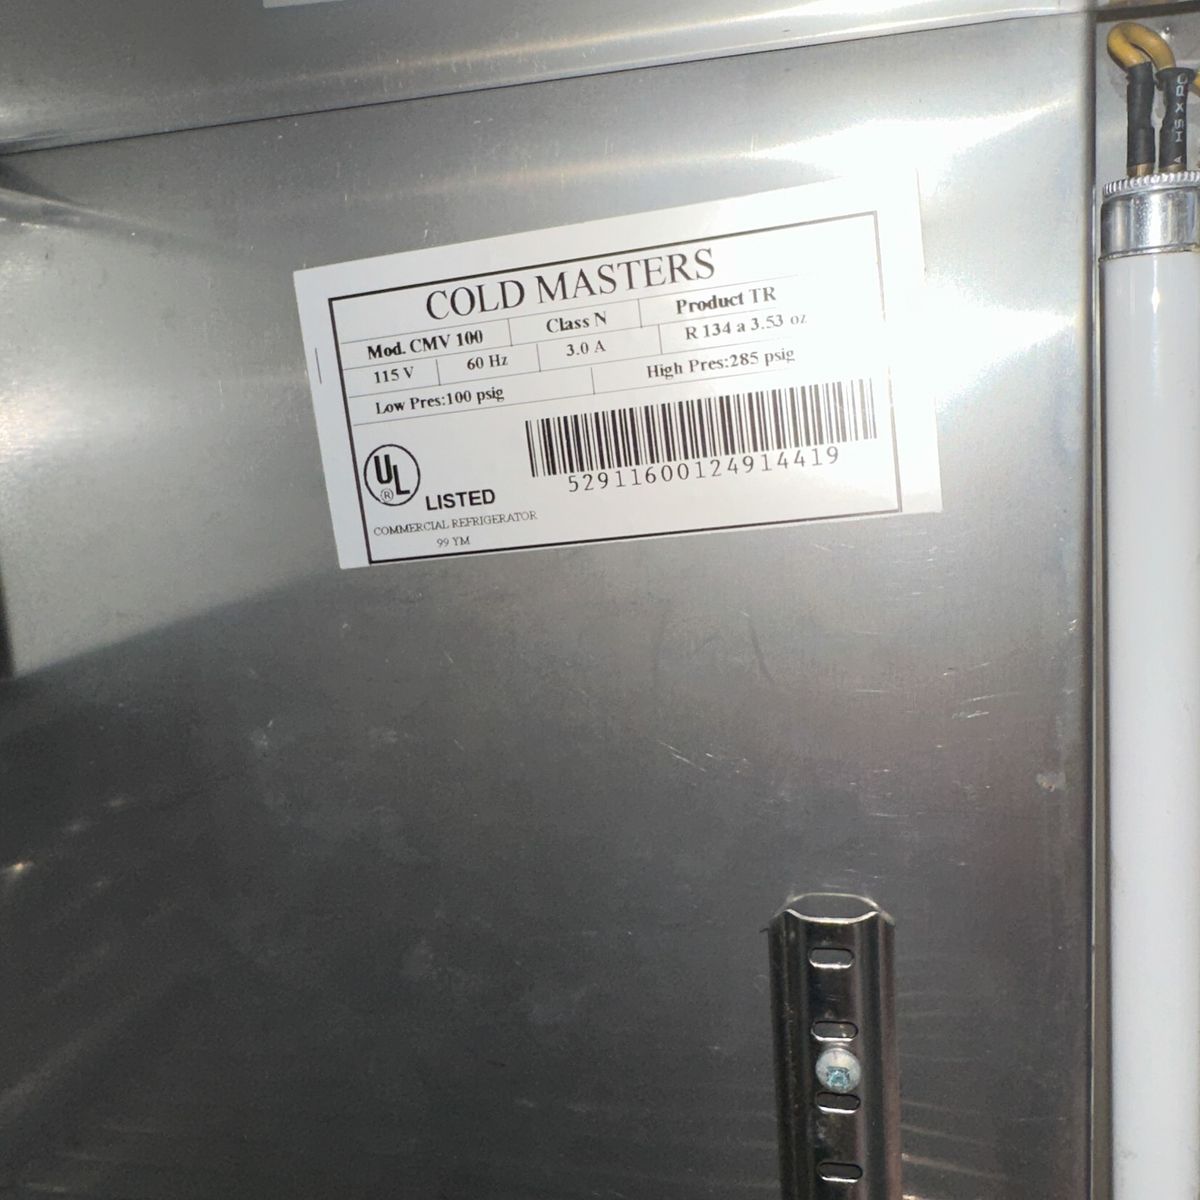 COLD MASTERS
Mod. CMV 100 Class N Product TR
115 V 60 Hz 3.0 A R 134 a 3.53 oz
Low Pres:100 psig High Pres:285 psig
52911600124914419
UL
®
LISTED
COMMERCIAL REFRIGERATOR
99 YM